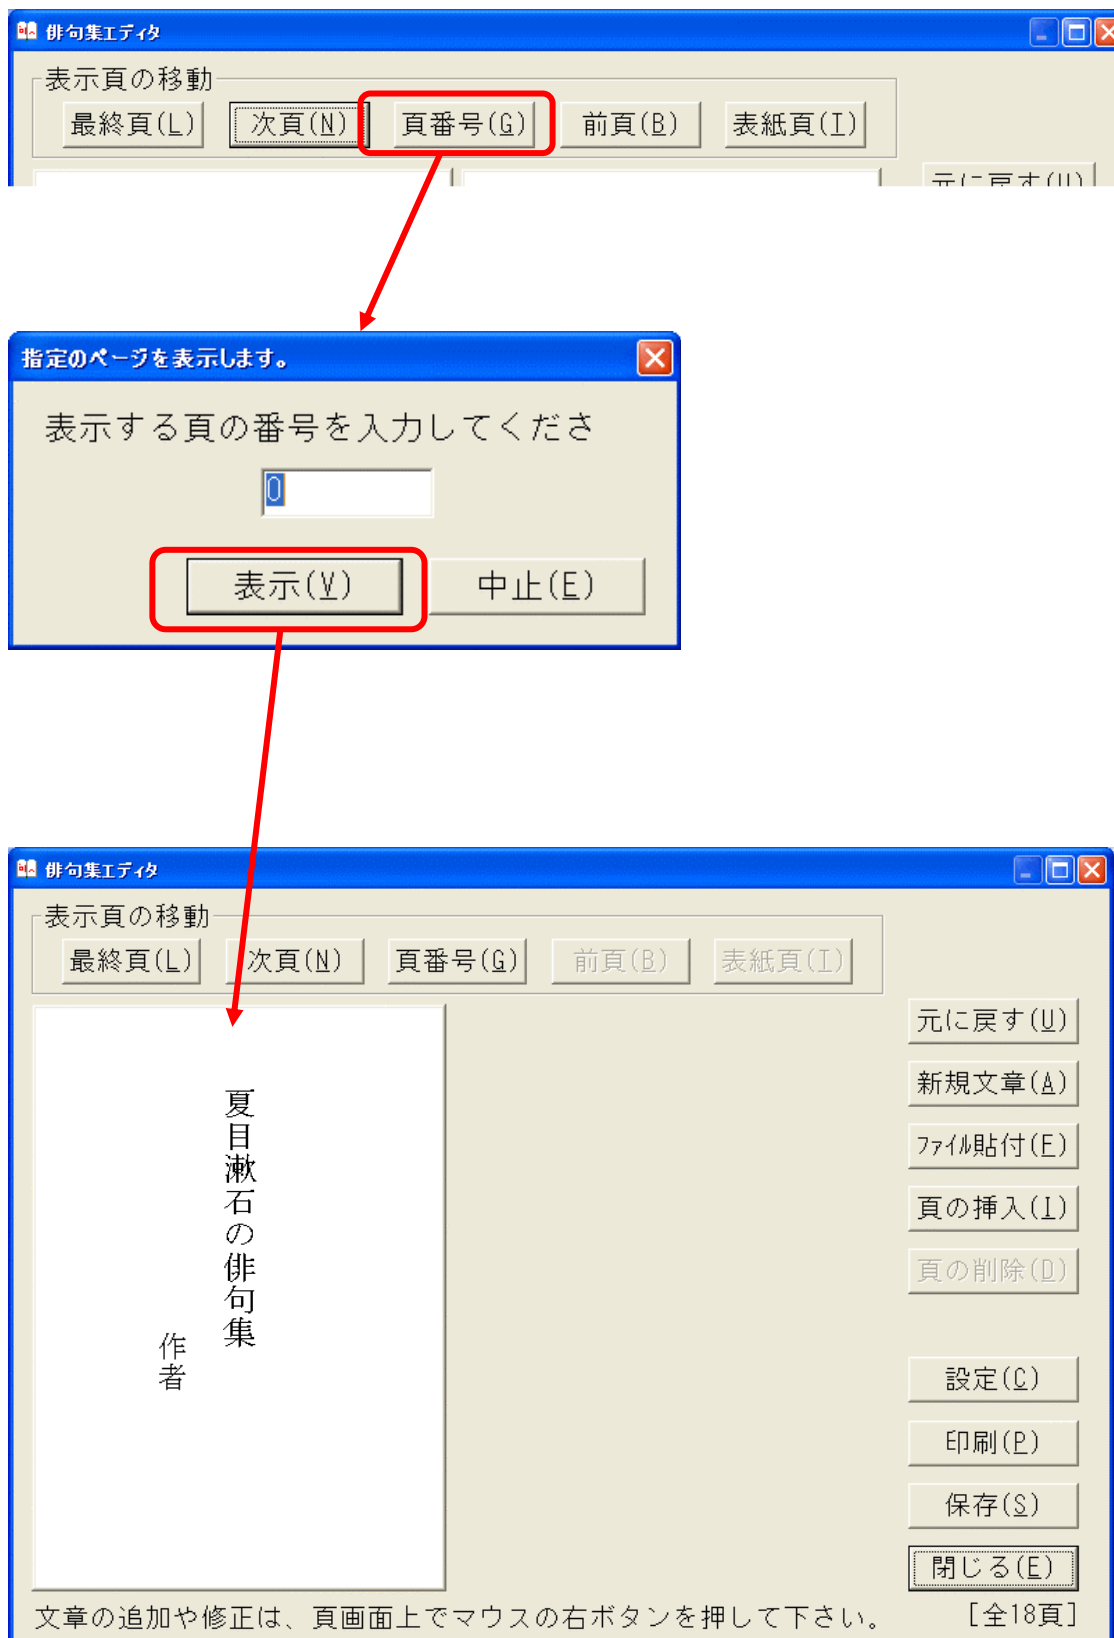 俳句集エディタ
表示頁の移動
最終頁(L) 次頁(N) 頁番号(G) 前頁(B) 表紙頁(T)
元に戻す(U)
指定のページを表示します。
表示する頁の番号を入力してくださ
0
表示(V) 中止(E)
俳句集エディタ
表示頁の移動
最終頁(L) 次頁(N) 頁番号(G) 前頁(B) 表紙頁(T)
夏目漱石の俳句集
作者
元に戻す(U)
新規文章(A)
ファイル貼付(F)
頁の挿入(I)
頁の削除(D)
設定(C)
印刷(P)
保存(S)
閉じる(E)
文章の追加や修正は、頁画面上でマウスの右ボタンを押して下さい。 [全18頁]